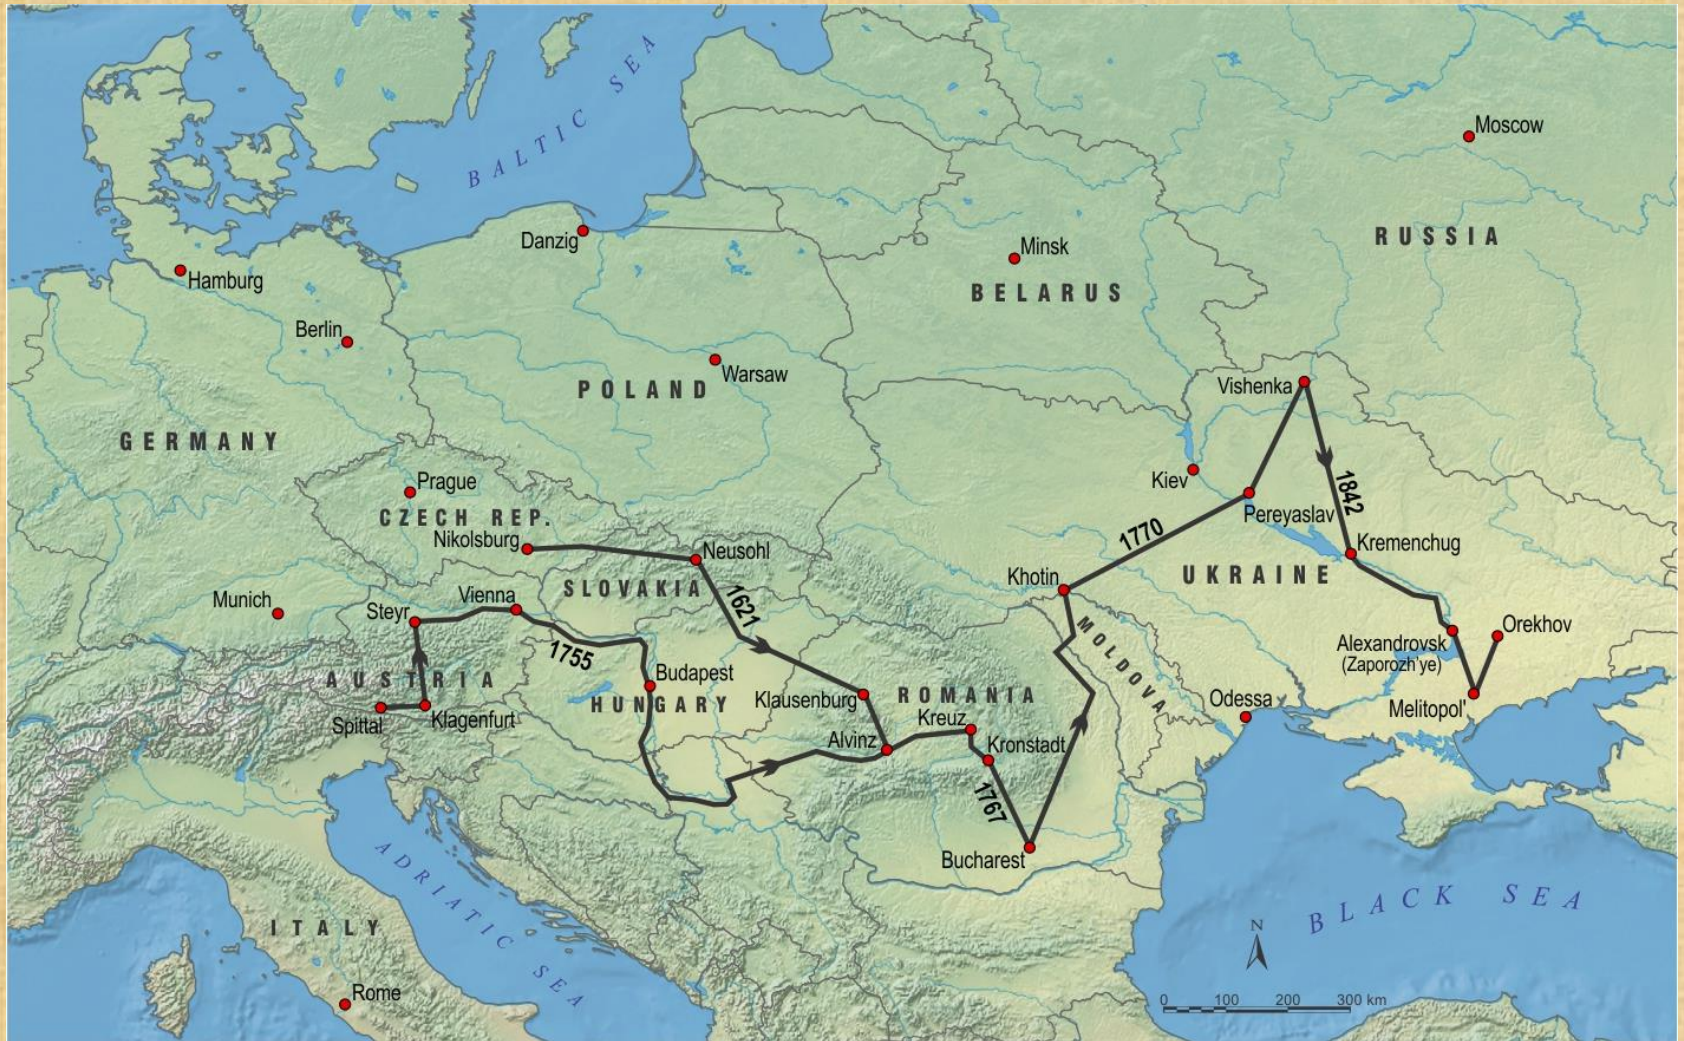 BALTIC SEA
Moscow
RUSSIA
Danzig
Minsk
BELARUS
Hamburg
Berlin
Warsaw
POLAND
Vishenka
GERMANY
Kiev
1842
Prague
CZECH REP.
Nikolsburg
Pereyaslav
1770
Kremenchug
Neusohl
Khotin
UKRAINE
SLOVAKIA
1621
Munich
Steyr
Vienna
1755
MOLDOVA
Orekhov
Alexandrovsk
(Zaporozh'ye)
AUSTRIA
Budapest
HUNGARY
Klausenburg
ROMANIA
Odessa
Melitopol'
Spittal
Klagenfurt
Kreuz
Alvinz
Kronstadt
1767
Bucharest
ADRIATIC SEA
BLACK SEA
ITALY
Rome
N
0 100 200 300 km